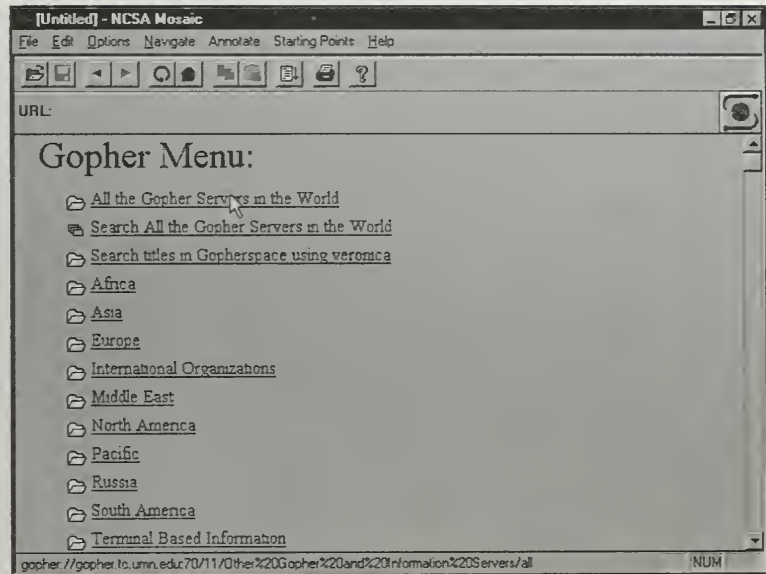 [Untitled] - NCSA Mosaic
File Edit Options Navigate Annotate Starting Points Help
URL:
Gopher Menu:
All the Gopher Servers in the World
Search All the Gopher Servers in the World
Search titles in Gopherspace using veronica
Africa
Asia
Europe
International Organizations
Middle East
North America
Pacific
Russia
South America
Terminal Based Information
gopher://gopher.tc.umn.edu:70/11/Other%20Gopher%20and%20Information%20Servers/all NUM